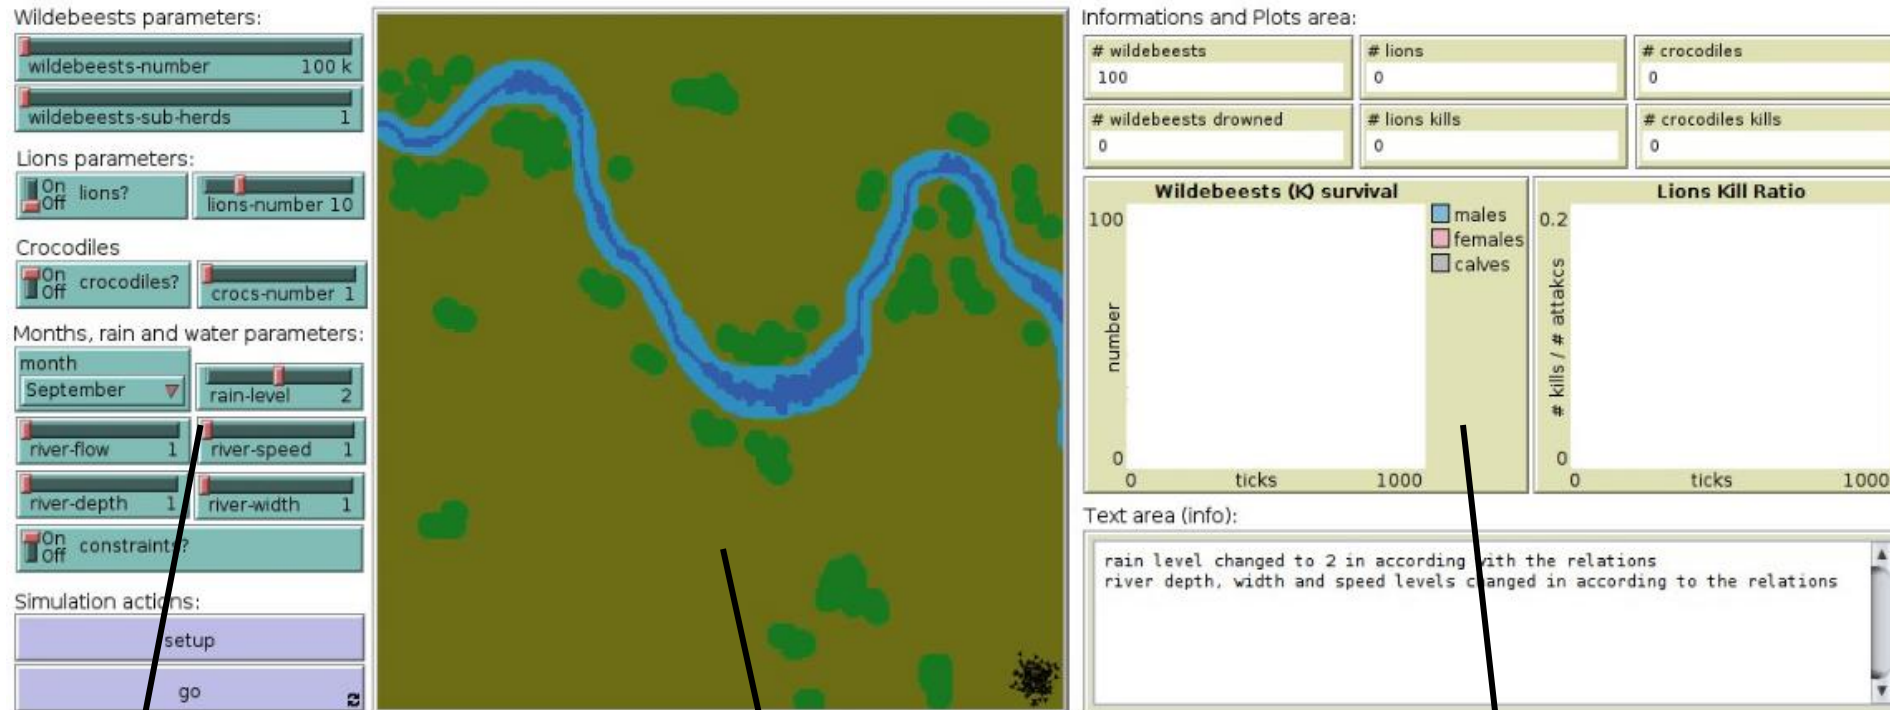 Wildebeests parameters:
wildebeests-number 100 k
wildebeests-sub-herds 1
Lions parameters:
On
Off
lions?
lions-number 10
Crocodiles
On
Off
crocodiles?
crocs-number 1
Months, rain and water parameters:
month
September
rain-level 2
river-flow 1
river-speed 1
river-depth 1
river-width 1
On
Off
constraints?
Simulation actions:
setup
go
Informations and Plots area:
# wildebeests
100
# lions
0
# crocodiles
0
# wildebeests drowned
0
# lions kills
0
# crocodiles kills
0
Wildebeests (K) survival
100
number
0
0
ticks
1000
males
females
calves
Lions Kill Ratio
0.2
# kills / # attakcs
0
0
ticks
1000
Text area (info):
rain level changed to 2 in according with the relations
river depth, width and speed levels changed in according to the relations